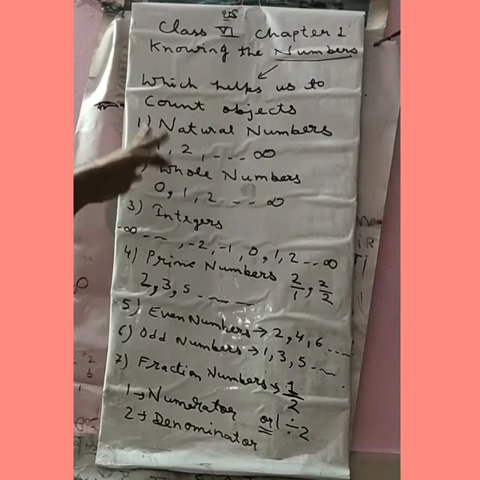 Class VI Chapter 1
Knowing the Numbers
Which helps us to
Count objects
1) Natural Numbers
, 2, ... ∞
) Whole Numbers
0, 1, 2 ... ∞
3) Integers
-∞ ---, -2, -1, 0, 1, 2 -- ∞
4) Prime Numbers 2/1, 2/2
2, 3, 5 -- -- --
5) Even Numbers → 2, 4, 6 ----
6) Odd Numbers → 1, 3, 5 ----
7) Fraction Numbers → 1/2
1 → Numerator or 1 ÷ 2
2 → Denominator